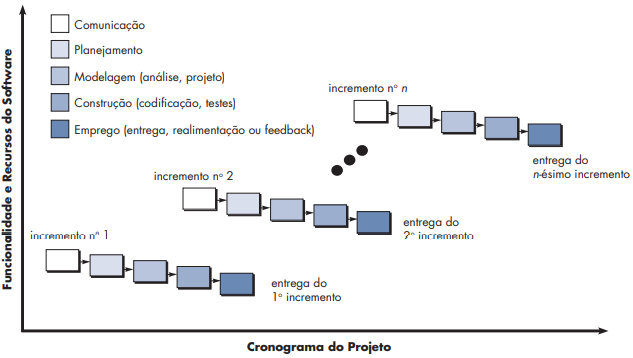 Funcionalidade e Recursos do Software
Comunicação
Planejamento
Modelagem (análise, projeto)
Construção (codificação, testes)
Emprego (entrega, realimentação ou feedback)
incremento nº n
entrega do
n-ésimo incremento
incremento nº 2
entrega do
2º incremento
incremento nº 1
entrega do
1º incremento
Cronograma do Projeto